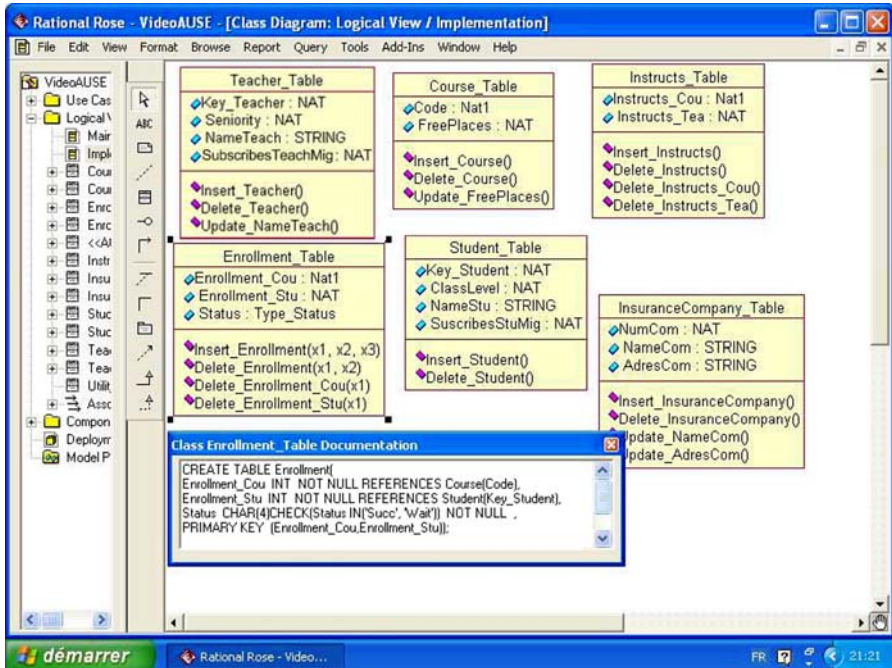 Rational Rose - VideoAUSE - [Class Diagram: Logical View / Implementation]
File Edit View Format Browse Report Query Tools Add-Ins Window Help
VideoAUSE
Use Cas
Logical V
Main
Imple
Cour
Cour
Enro
Enro
<<Al
Instr
Insu
Insu
Stuc
Stuc
Tea
Tea
Utilit
Assc
Compon
Deploym
Model P
ABC
Teacher_Table
Key_Teacher : NAT
Seniority : NAT
NameTeach : STRING
SubscribesTeachMig : NAT
Insert_Teacher()
Delete_Teacher()
Update_NameTeach()
Course_Table
Code : Nat1
FreePlaces : NAT
Insert_Course()
Delete_Course()
Update_FreePlaces()
Instructs_Table
Instructs_Cou : Nat1
Instructs_Tea : NAT
Insert_Instructs()
Delete_Instructs()
Delete_Instructs_Cou()
Delete_Instructs_Tea()
Enrollment_Table
Enrollment_Cou : Nat1
Enrollment_Stu : NAT
Status : Type_Status
Insert_Enrollment(x1, x2, x3)
Delete_Enrollment(x1, x2)
Delete_Enrollment_Cou(x1)
Delete_Enrollment_Stu(x1)
Student_Table
Key_Student : NAT
ClassLevel : NAT
NameStu : STRING
SuscribesStuMig : NAT
Insert_Student()
Delete_Student()
InsuranceCompany_Table
NumCom : NAT
NameCom : STRING
AdresCom : STRING
Insert_InsuranceCompany()
Delete_InsuranceCompany()
Update_NameCom()
Update_AdresCom()
Class Enrollment_Table Documentation
CREATE TABLE Enrollment(
Enrollment_Cou INT NOT NULL REFERENCES Course(Code),
Enrollment_Stu INT NOT NULL REFERENCES Student(Key_Student),
Status CHAR(4)CHECK(Status IN('Succ', 'Wait')) NOT NULL ,
PRIMARY KEY (Enrollment_Cou,Enrollment_Stu));
démarrer
Rational Rose - Video...
FR
21:21